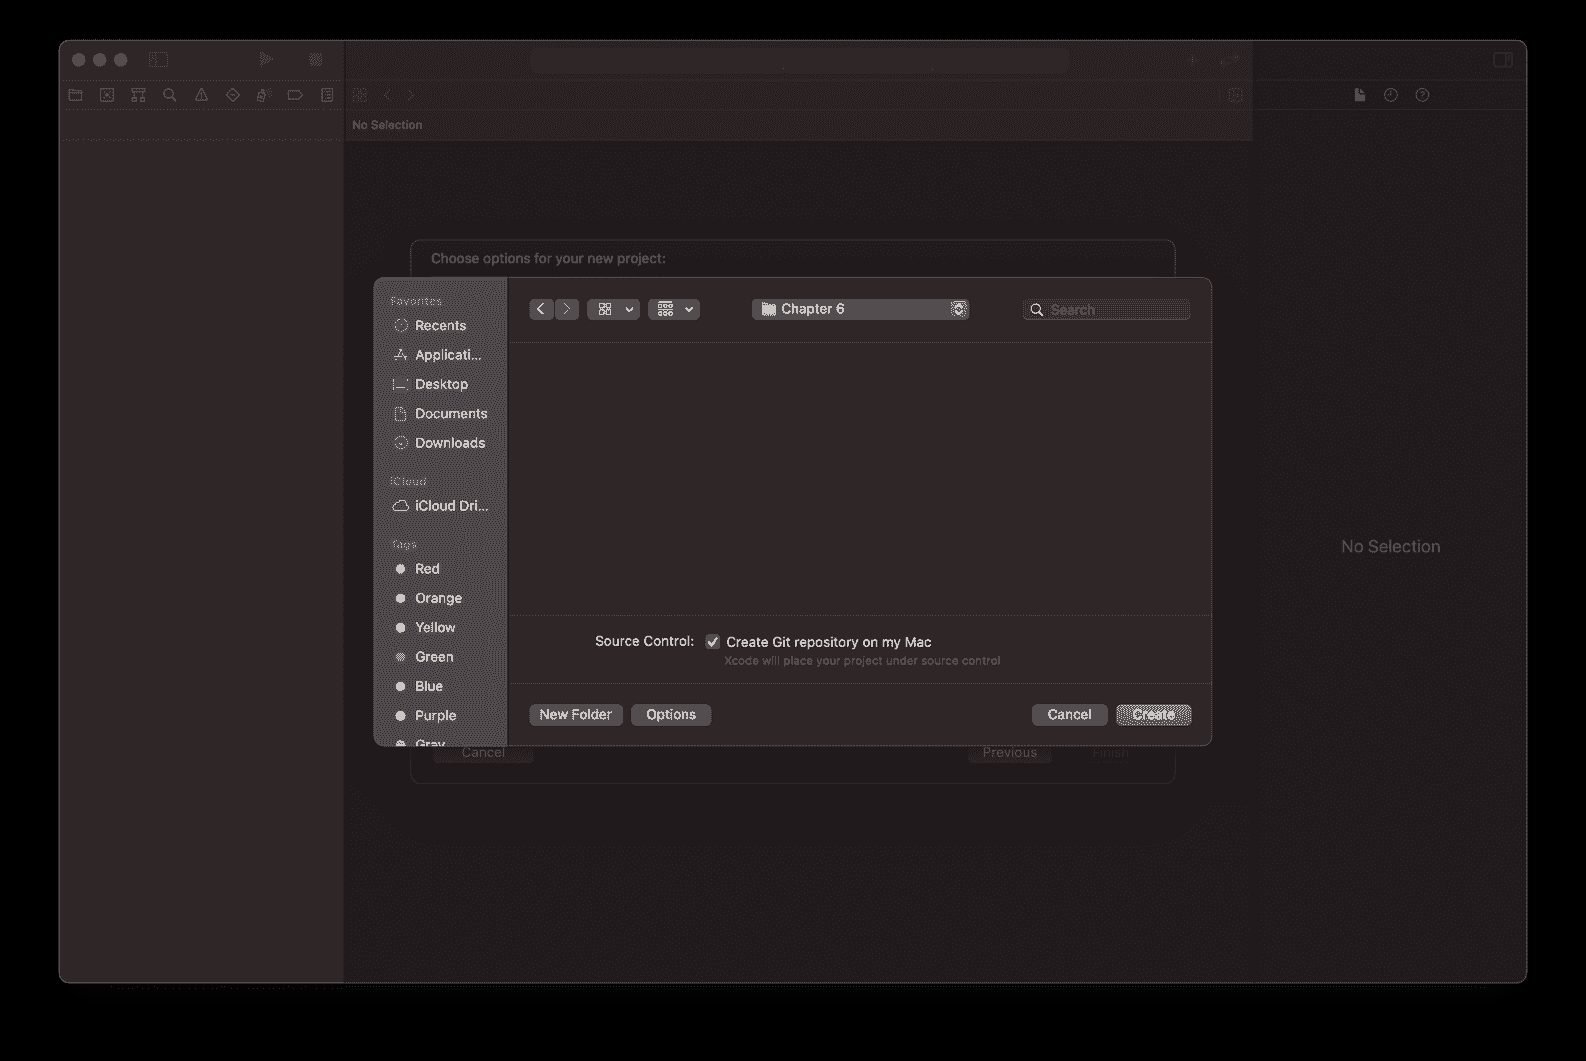 No Selection
Choose options for your new project:
Favorites
Recents
Applicati...
Desktop
Documents
Downloads
iCloud
iCloud Dri...
Tags
Red
Orange
Yellow
Green
Blue
Purple
Gray
Chapter 6
Search
Source Control: Create Git repository on my Mac
Xcode will place your project under source control
New Folder Options Cancel Create
Cancel Previous Finish
No Selection